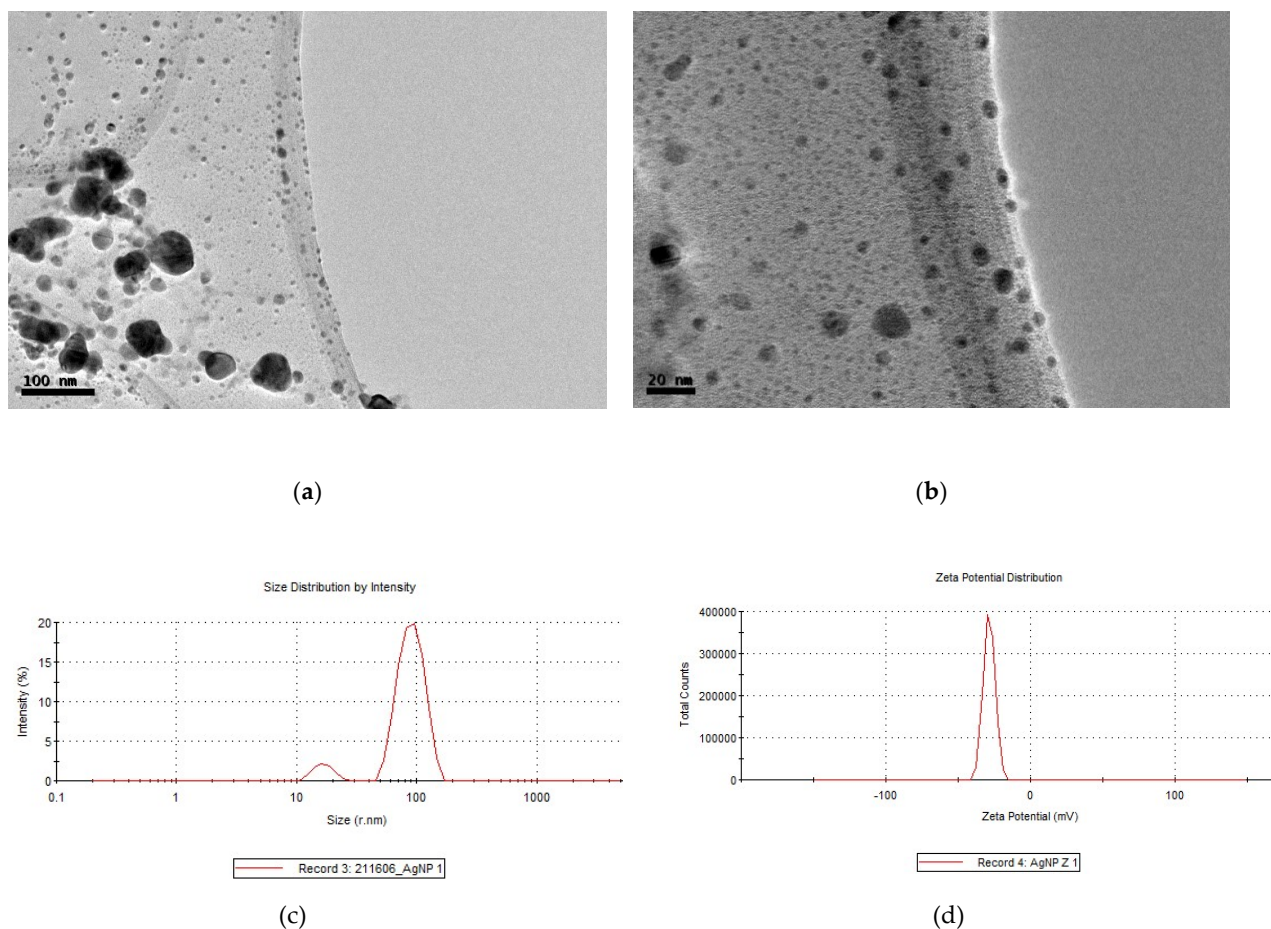 100 nm
20 nm
(a)
(b)
Size Distribution by Intensity
20
15
10
5
0
Intensity (%)
0.1 1 10 100 1000
Size (r.nm)
Record 3: 211606_AgNP 1
Zeta Potential Distribution
400000
300000
200000
100000
0
Total Counts
-100 0 100
Zeta Potential (mV)
Record 4: AgNP Z 1
(c)
(d)